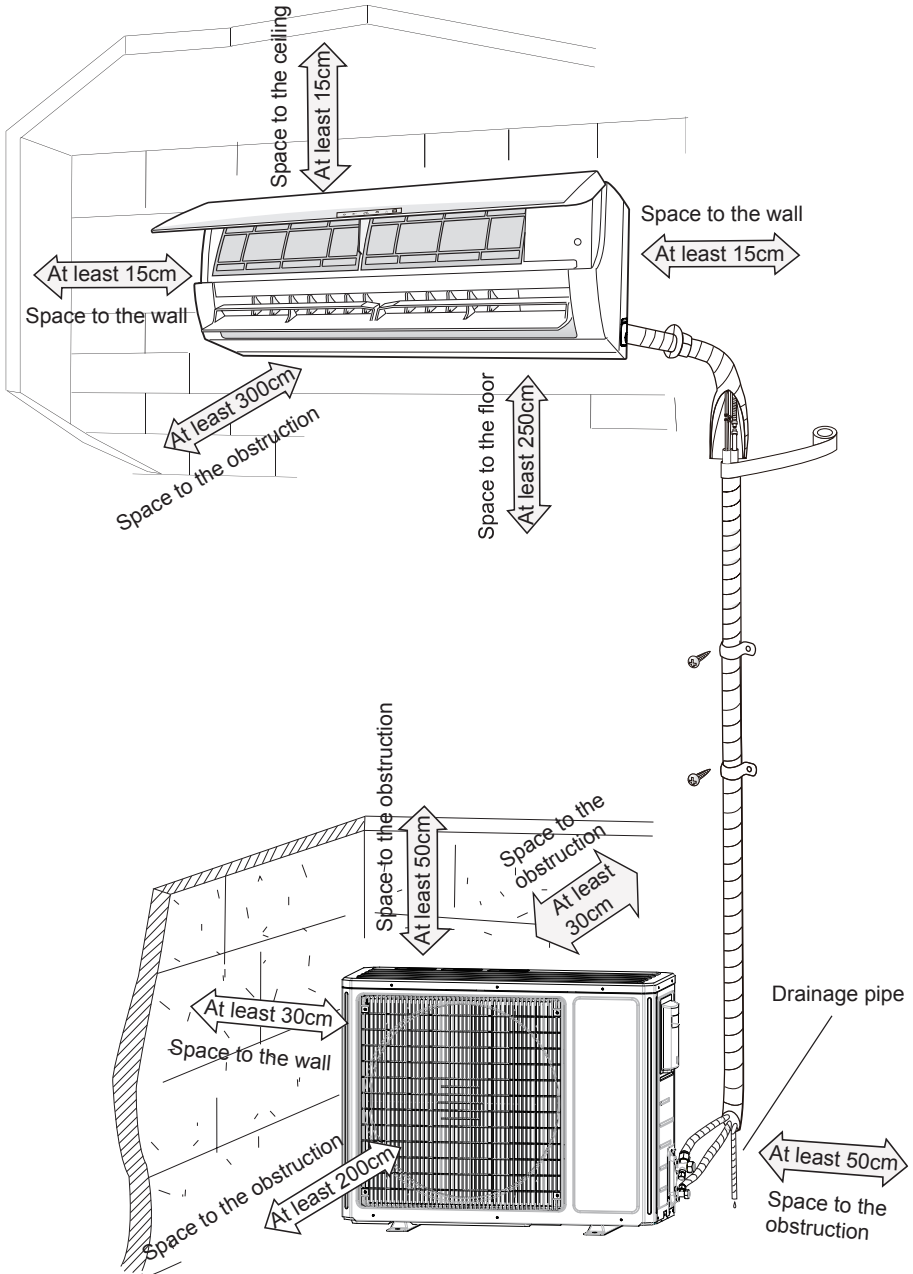 Space to the ceiling
At least 15cm
Space to the wall
At least 15cm
At least 15cm
Space to the wall
At least 300cm
Space to the obstruction
Space to the floor
At least 250cm
Space to the obstruction
At least 50cm
Space to the
obstruction
At least
30cm
At least 30cm
Space to the wall
Drainage pipe
Space to the obstruction
At least 200cm
At least 50cm
Space to the
obstruction